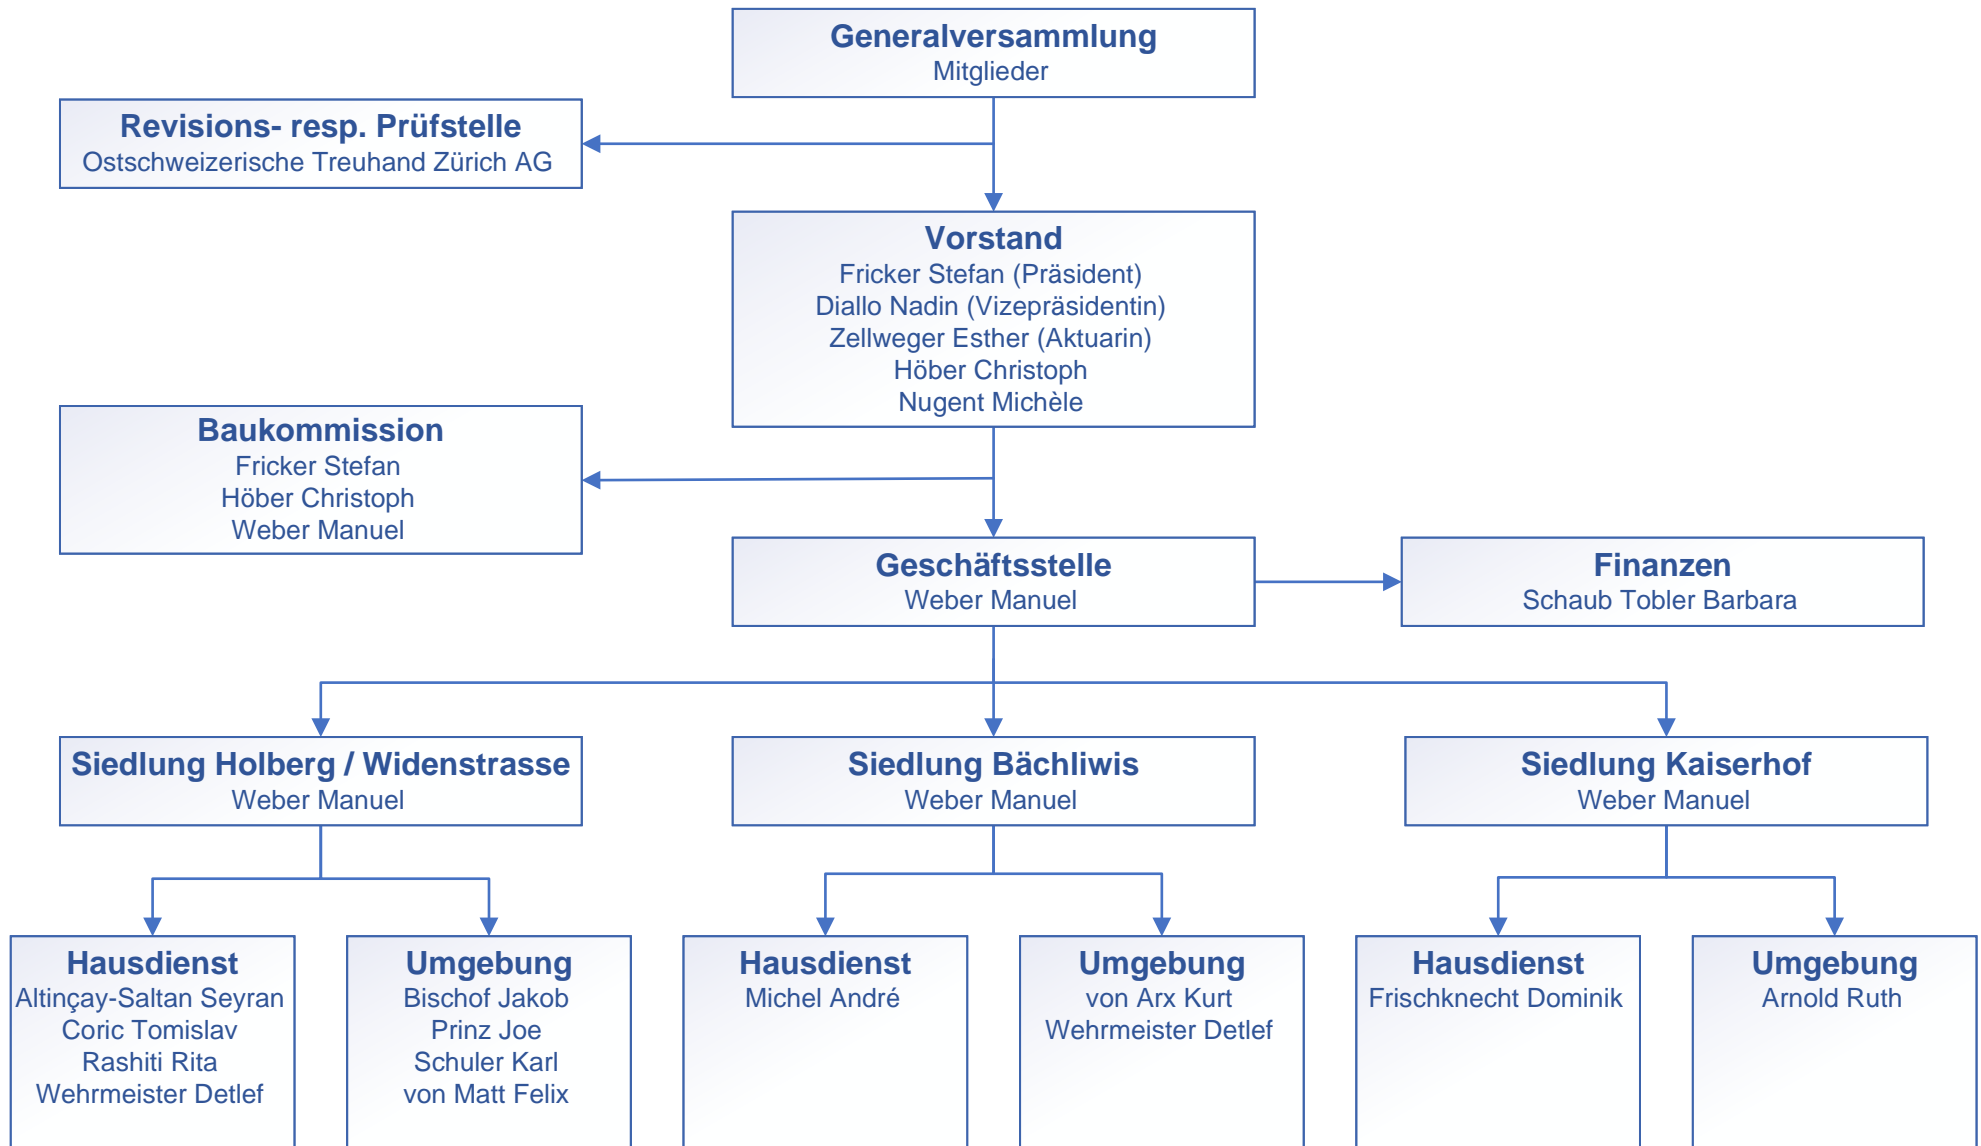 Generalversammlung
Mitglieder
Revisions- resp. Prüfstelle
Ostschweizerische Treuhand Zürich AG
Vorstand
Fricker Stefan (Präsident)
Diallo Nadin (Vizepräsidentin)
Zellweger Esther (Aktuarin)
Höber Christoph
Nugent Michèle
Baukommission
Fricker Stefan
Höber Christoph
Weber Manuel
Geschäftsstelle
Weber Manuel
Finanzen
Schaub Tobler Barbara
Siedlung Holberg / Widenstrasse
Weber Manuel
Siedlung Bächliwis
Weber Manuel
Siedlung Kaiserhof
Weber Manuel
Hausdienst
Altinçay-Saltan Seyran
Coric Tomislav
Rashiti Rita
Wehrmeister Detlef
Umgebung
Bischof Jakob
Prinz Joe
Schuler Karl
von Matt Felix
Hausdienst
Michel André
Umgebung
von Arx Kurt
Wehrmeister Detlef
Hausdienst
Frischknecht Dominik
Umgebung
Arnold Ruth